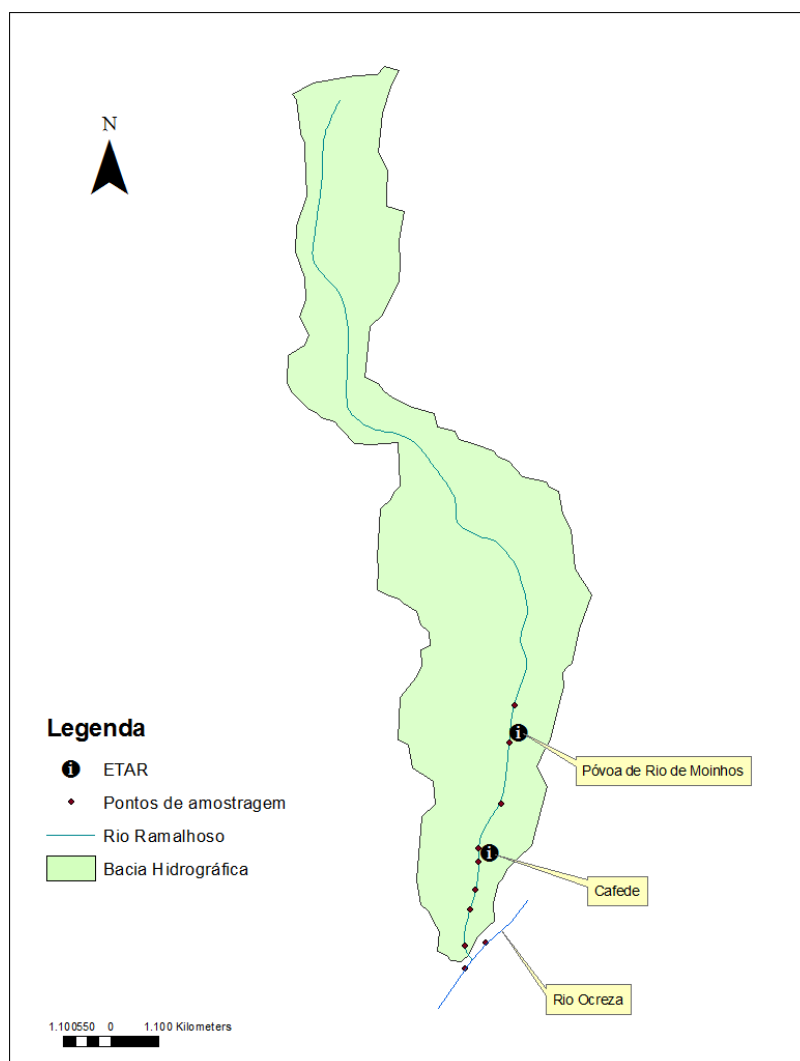 N
Legenda
ETAR
Pontos de amostragem
Rio Ramalhoso
Bacia Hidrográfica
Póvoa de Rio de Moinhos
Cafede
Rio Ocreza
1.100550 0 1.100 Kilometers